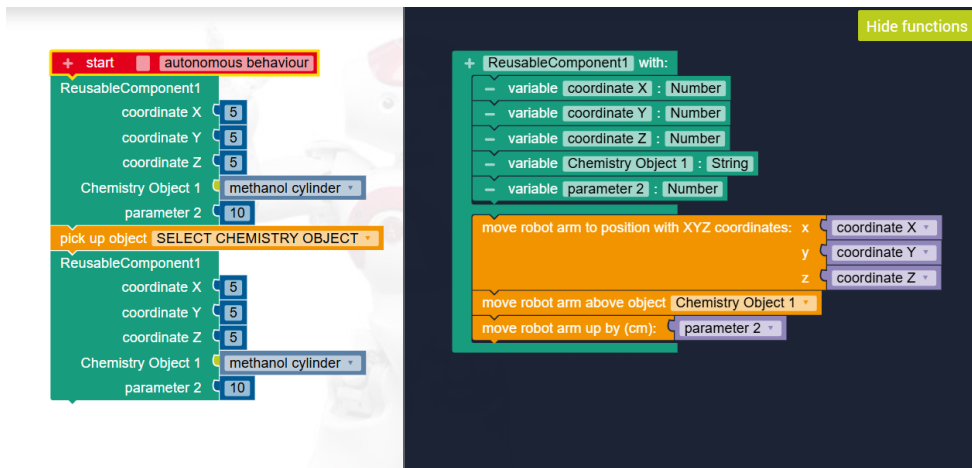 Hide functions
+ start autonomous behaviour
ReusableComponent1
coordinate X 5
coordinate Y 5
coordinate Z 5
Chemistry Object 1 methanol cylinder
parameter 2 10
pick up object SELECT CHEMISTRY OBJECT
ReusableComponent1
coordinate X 5
coordinate Y 5
coordinate Z 5
Chemistry Object 1 methanol cylinder
parameter 2 10
+ ReusableComponent1 with:
– variable coordinate X : Number
– variable coordinate Y : Number
– variable coordinate Z : Number
– variable Chemistry Object 1 : String
– variable parameter 2 : Number
move robot arm to position with XYZ coordinates: x coordinate X
y coordinate Y
z coordinate Z
move robot arm above object Chemistry Object 1
move robot arm up by (cm): parameter 2